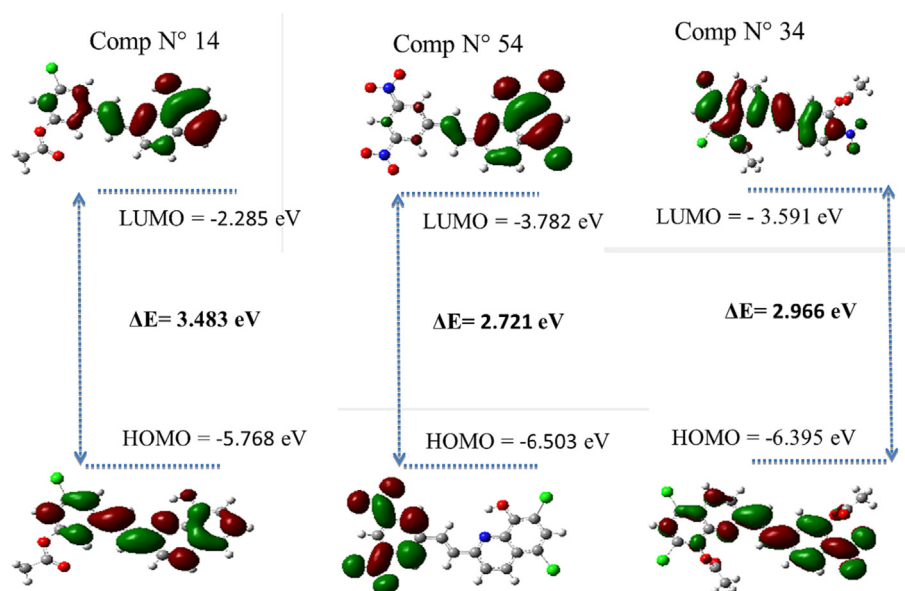 Comp N° 14
Comp N° 54
Comp N° 34
LUMO = -2.285 eV
LUMO = -3.782 eV
LUMO = - 3.591 eV
ΔE= 3.483 eV
ΔE= 2.721 eV
ΔE= 2.966 eV
HOMO = -5.768 eV
HOMO = -6.503 eV
HOMO = -6.395 eV